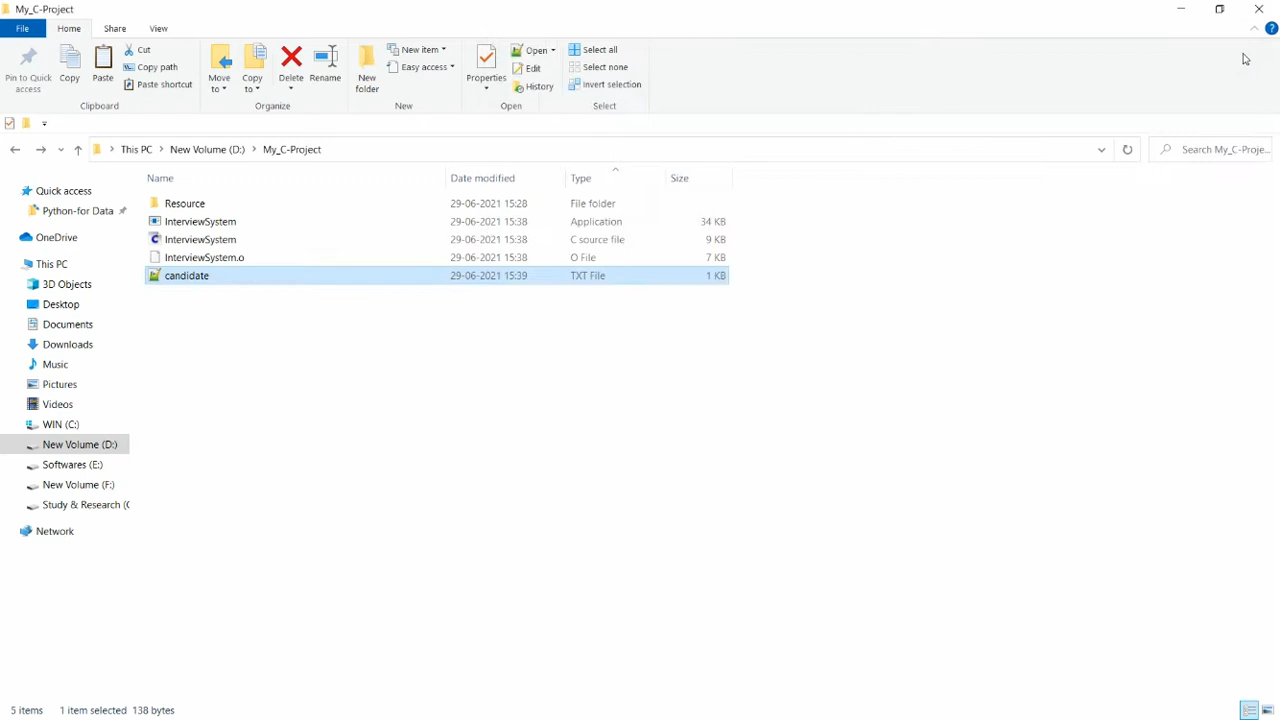 My_C-Project
File Home Share View
Pin to Quick access
Copy
Paste
Cut
Copy path
Paste shortcut
Clipboard
Move to
Copy to
Delete
Rename
Organize
New folder
New item
Easy access
New
Properties
Open
Edit
History
Open
Select all
Select none
Invert selection
Select
This PC New Volume (D:) My_C-Project
Search My_C-Proje...
Quick access
Python-for Data
OneDrive
This PC
3D Objects
Desktop
Documents
Downloads
Music
Pictures
Videos
WIN (C:)
New Volume (D:)
Softwares (E:)
New Volume (F:)
Study & Research (G
Network
Name Date modified Type Size
Resource 29-06-2021 15:28 File folder
InterviewSystem 29-06-2021 15:38 Application 34 KB
InterviewSystem 29-06-2021 15:38 C source file 9 KB
InterviewSystem.o 29-06-2021 15:38 O File 7 KB
candidate 29-06-2021 15:39 TXT File 1 KB
5 items 1 item selected 138 bytes